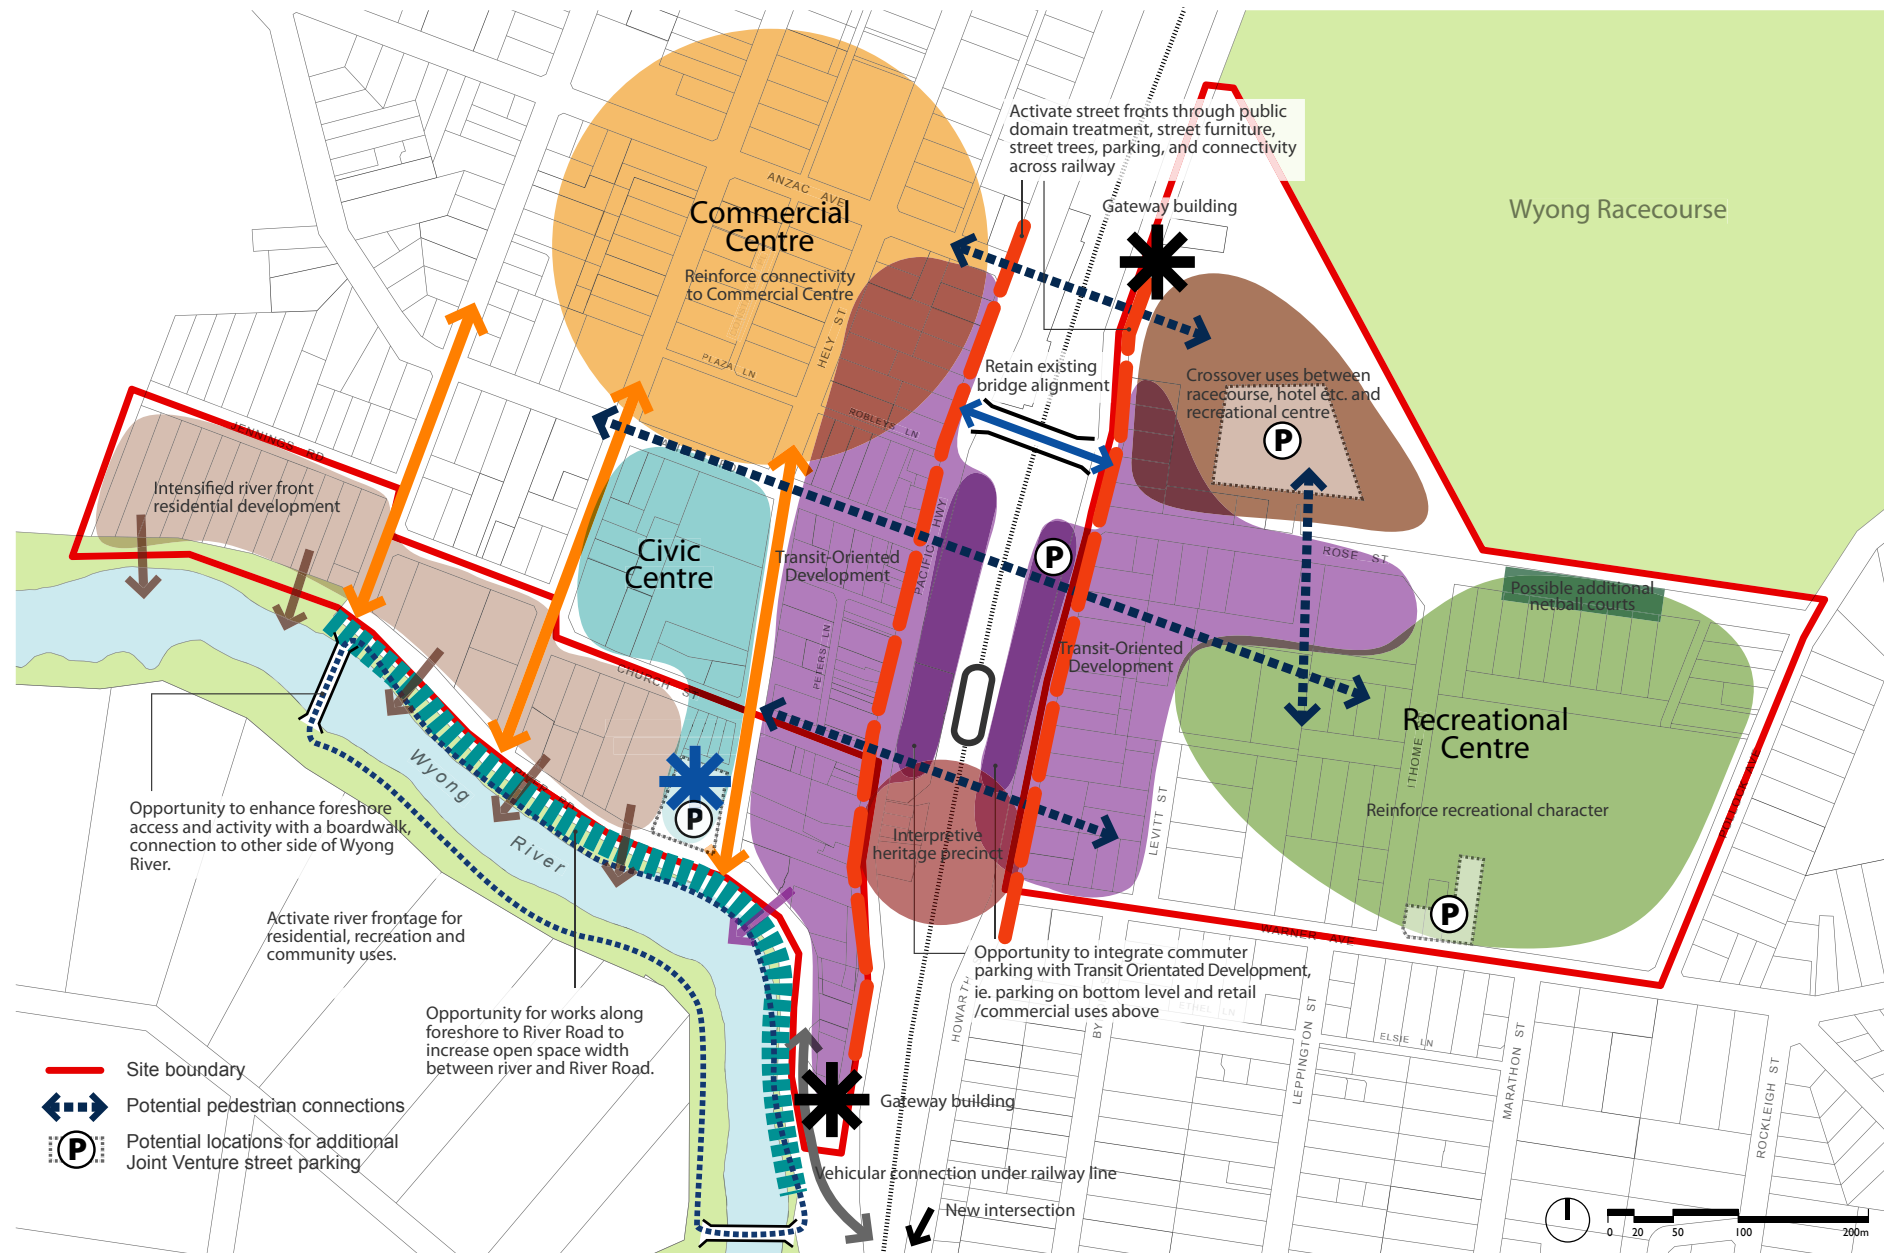 Activate street fronts through public
domain treatment, street furniture,
street trees, parking, and connectivity
across railway
Gateway building
Wyong Racecourse
ANZAC AVE
Commercial
Centre
Reinforce connectivity
to Commercial Centre
HELY ST
PLAZA LN
Retain existing
bridge alignment
Crossover uses between
racecourse, hotel etc. and
recreational centre
P
ROBLEYS LN
JENNINGS RD
Intensified river front
residential development
Civic
Centre
Transit-Oriented
Development
PACIFIC HWY
P
ROSE ST
Possible additional
netball courts
PETERS LN
Transit-Oriented
Development
CHURCH ST
Recreational
Centre
ITHOME
Reinforce recreational character
POLLOCK AVE
LEVITT ST
Wyong
River
P
Opportunity to enhance foreshore
access and activity with a boardwalk,
connection to other side of Wyong
River.
Interpretive
heritage precinct
P
WARNER AVE
Activate river frontage for
residential, recreation and
community uses.
Opportunity to integrate commuter
parking with Transit Orientated Development,
ie. parking on bottom level and retail
/commercial uses above
HOWARTH
BY
ETHEL LN
LEPPINGTON ST
ELSIE LN
MARATHON ST
ROCKLEIGH ST
Opportunity for works along
foreshore to River Road to
increase open space width
between river and River Road.
Site boundary
Potential pedestrian connections
P
Potential locations for additional
Joint Venture street parking
Gateway building
Vehicular connection under railway line
New intersection
0 20 50 100 200m